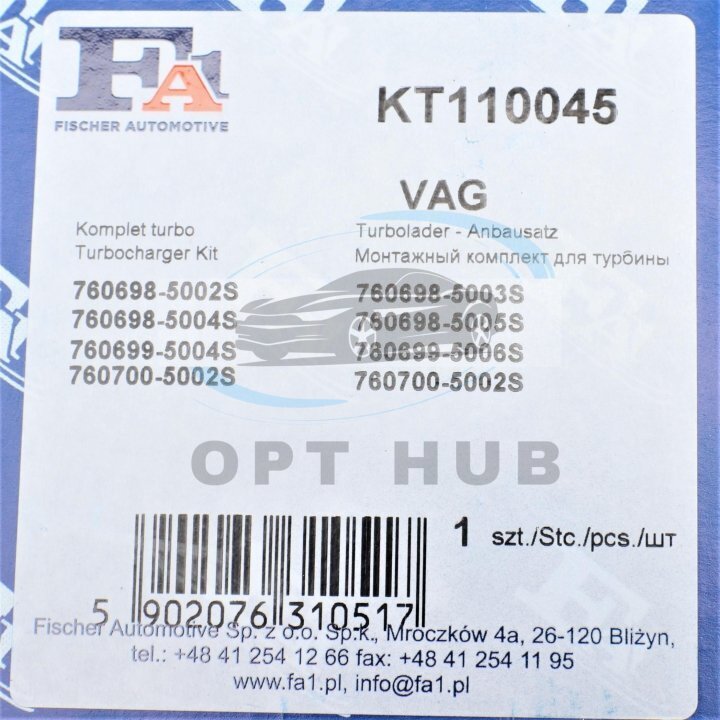 FA1
FISCHER AUTOMOTIVE
KT110045
VAG
Komplet turbo
Turbocharger Kit
Turbolader - Anbausatz
Монтажный комплект для турбины
760698-5002S 760698-5003S
760698-5004S 760698-5005S
760699-5004S 760699-5006S
760700-5002S 760700-5002S
OPT HUB
1 szt./Stc./pcs./шт
5 902076 310517
Fischer Automotive Sp. z o.o. Sp.k., Mroczków 4a, 26-120 Bliżyn,
tel.: +48 41 254 12 66 fax: +48 41 254 11 95
www.fa1.pl, info@fa1.pl